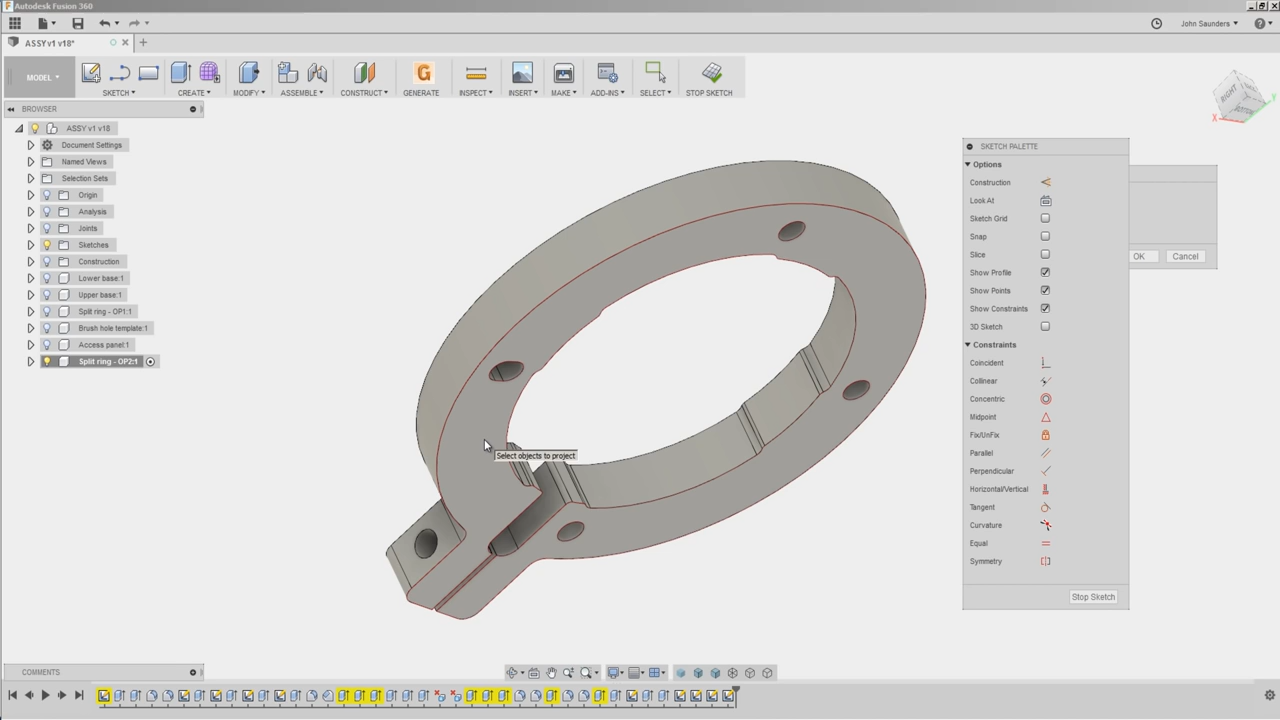 Autodesk Fusion 360
John Saunders
ASSYv1 v18*
MODEL
SKETCH
CREATE
MODIFY
ASSEMBLE
CONSTRUCT
GENERATE
INSPECT
INSERT
MAKE
ADD-INS
SELECT
STOP SKETCH
BROWSER
ASSY v1 v18
Document Settings
Named Views
Selection Sets
Origin
Analysis
Joints
Sketches
Construction
Lower base:1
Upper base:1
Split ring - OP1:1
Brush hole template:1
Access panel:1
Split ring - OP2:1
RIGHT
X
Select objects to project
SKETCH PALETTE
Options
Construction
Look At
Sketch Grid
Snap
Slice
Show Profile
Show Points
Show Constraints
3D Sketch
Constraints
Coincident
Collinear
Concentric
Midpoint
Fix/UnFix
Parallel
Perpendicular
Horizontal/Vertical
Tangent
Curvature
Equal
Symmetry
Stop Sketch
OK
Cancel
COMMENTS